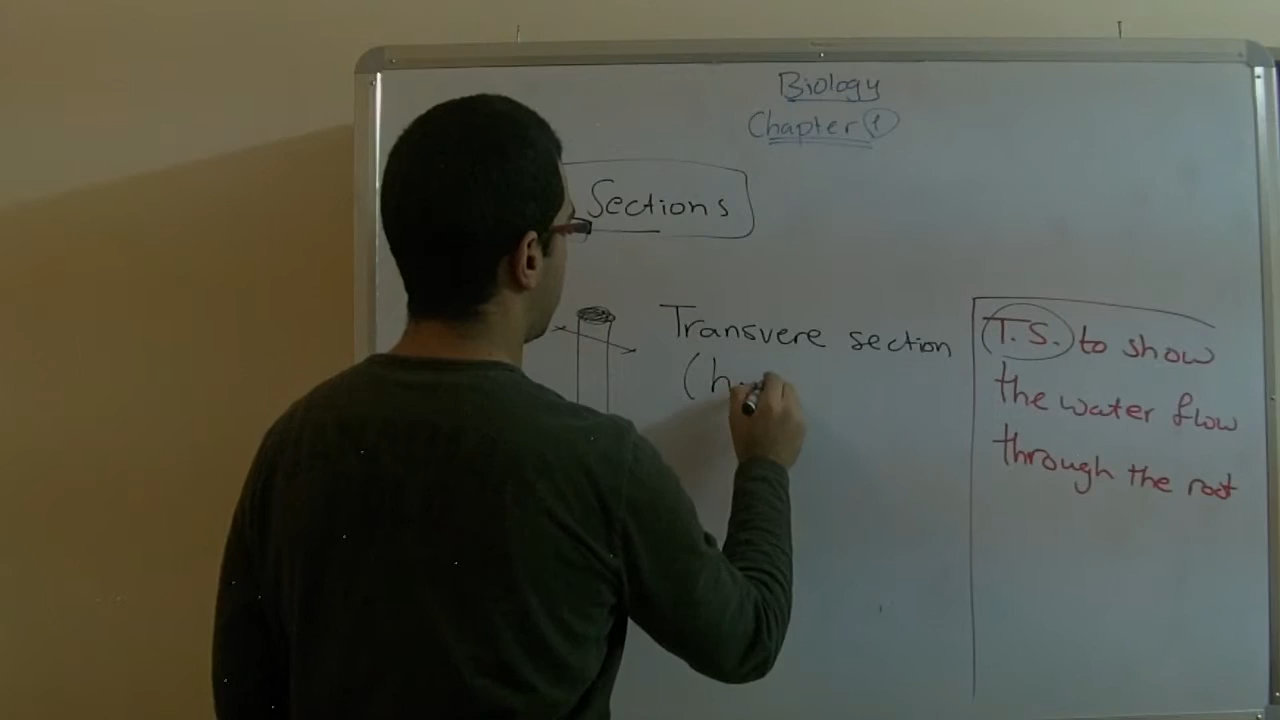 Biology
Chapter 1
Sections
Transvere section
(h
T.S. to show
the water flow
through the root